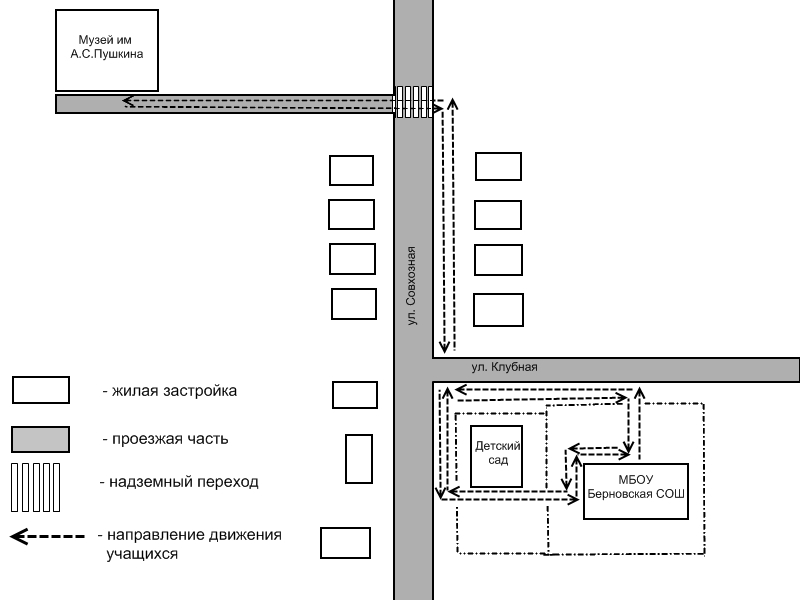 Музей им
А.С.Пушкина
ул. Совхозная
ул. Клубная
- жилая застройка
- проезжая часть
- надземный переход
- направление движения
учащихся
Детский
сад
МБОУ
Берновская СОШ